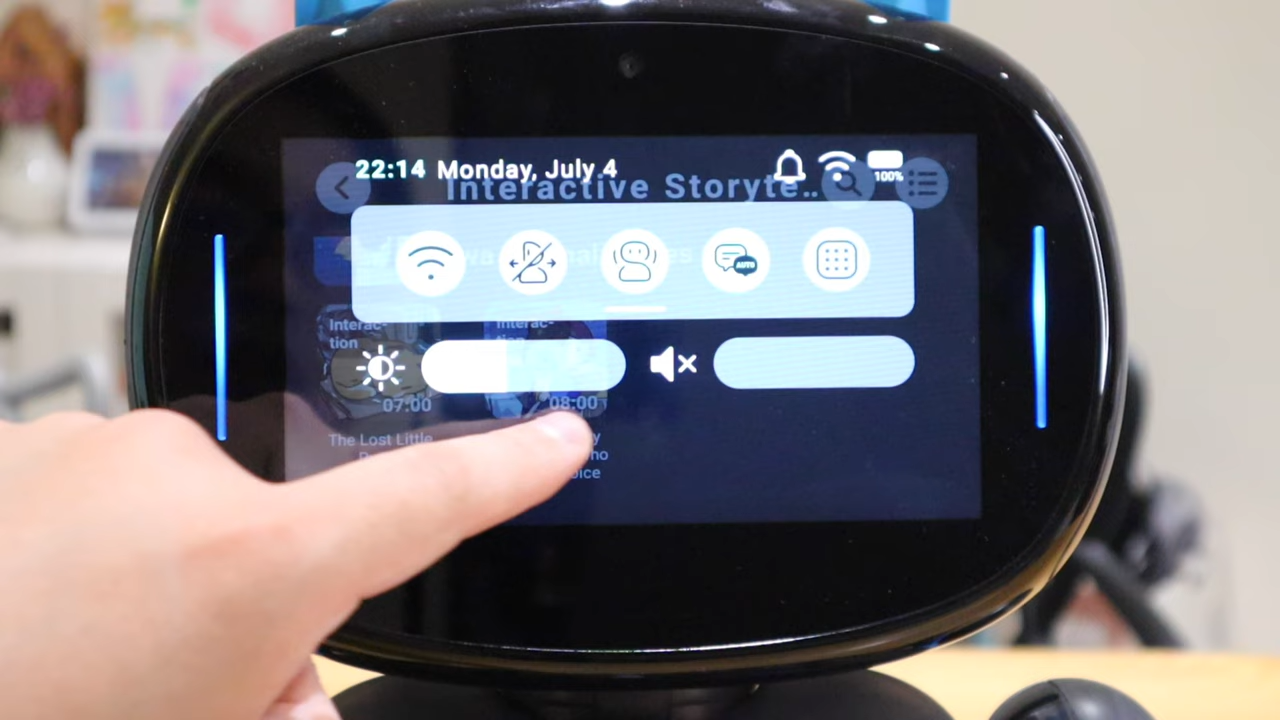 22:14 Monday, July 4
100%
Interactive Storyte..
AUTO
Interac-
tion
Interac-
tion
07:00
08:00
The Lost Little